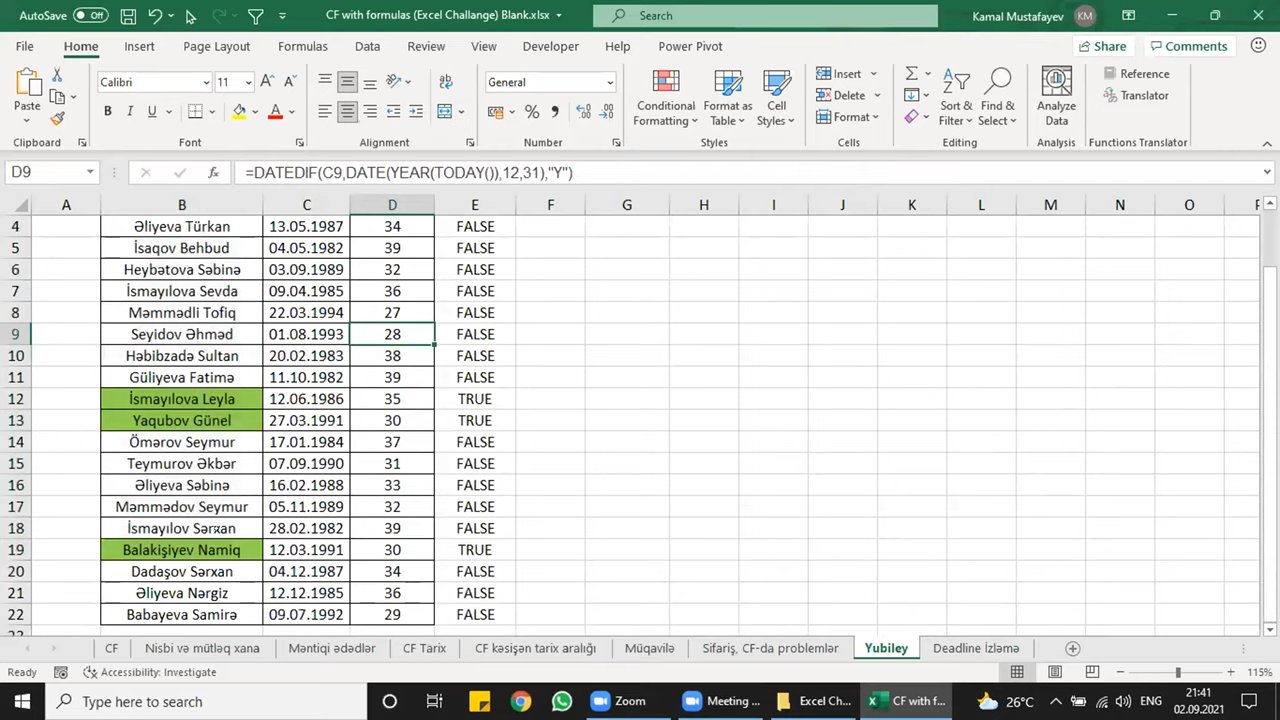 AutoSave Off CF with formulas (Excel Challange) Blank.xlsx Search Kamal Mustafayev KM
File Home Insert Page Layout Formulas Data Review View Developer Help Power Pivot Share Comments
Paste Calibri 11 General Conditional Formatting Format as Table Cell Styles Insert Delete Format Sort & Filter Find & Select Analyze Data Reference Translator
Clipboard Font Alignment Number Styles Cells Editing Analysis Functions Translator
D9 =DATEDIF(C9,DATE(YEAR(TODAY()),12,31),"Y")
A B C D E F G H I J K L M N O P
4 Əliyeva Türkan 13.05.1987 34 FALSE
5 İsaqov Behbud 04.05.1982 39 FALSE
6 Heybətova Səbinə 03.09.1989 32 FALSE
7 İsmayılova Sevda 09.04.1985 36 FALSE
8 Məmmədli Tofiq 22.03.1994 27 FALSE
9 Seyidov Əhməd 01.08.1993 28 FALSE
10 Həbibzadə Sultan 20.02.1983 38 FALSE
11 Güliyeva Fatimə 11.10.1982 39 FALSE
12 İsmayılova Leyla 12.06.1986 35 TRUE
13 Yaqubov Günel 27.03.1991 30 TRUE
14 Ömərov Seymur 17.01.1984 37 FALSE
15 Teymurov Əkbər 07.09.1990 31 FALSE
16 Əliyeva Səbinə 16.02.1988 33 FALSE
17 Məmmədov Seymur 05.11.1989 32 FALSE
18 İsmayılov Sərxan 28.02.1982 39 FALSE
19 Balakişiyev Namiq 12.03.1991 30 TRUE
20 Dadaşov Sərxan 04.12.1987 34 FALSE
21 Əliyeva Nərgiz 12.12.1985 36 FALSE
22 Babayeva Samirə 09.07.1992 29 FALSE
CF Nisbi və mütləq xana Məntiqi ədədlər CF Tarix CF kəsişən tarix aralığı Müqavilə Sifariş, CF-da problemlər Yubiley Deadline İzləmə
Ready Accessibility: Investigate 115%
Type here to search Zoom Meeting ... Excel Ch... CF with f... 26°C ENG 21:41
02.09.2021